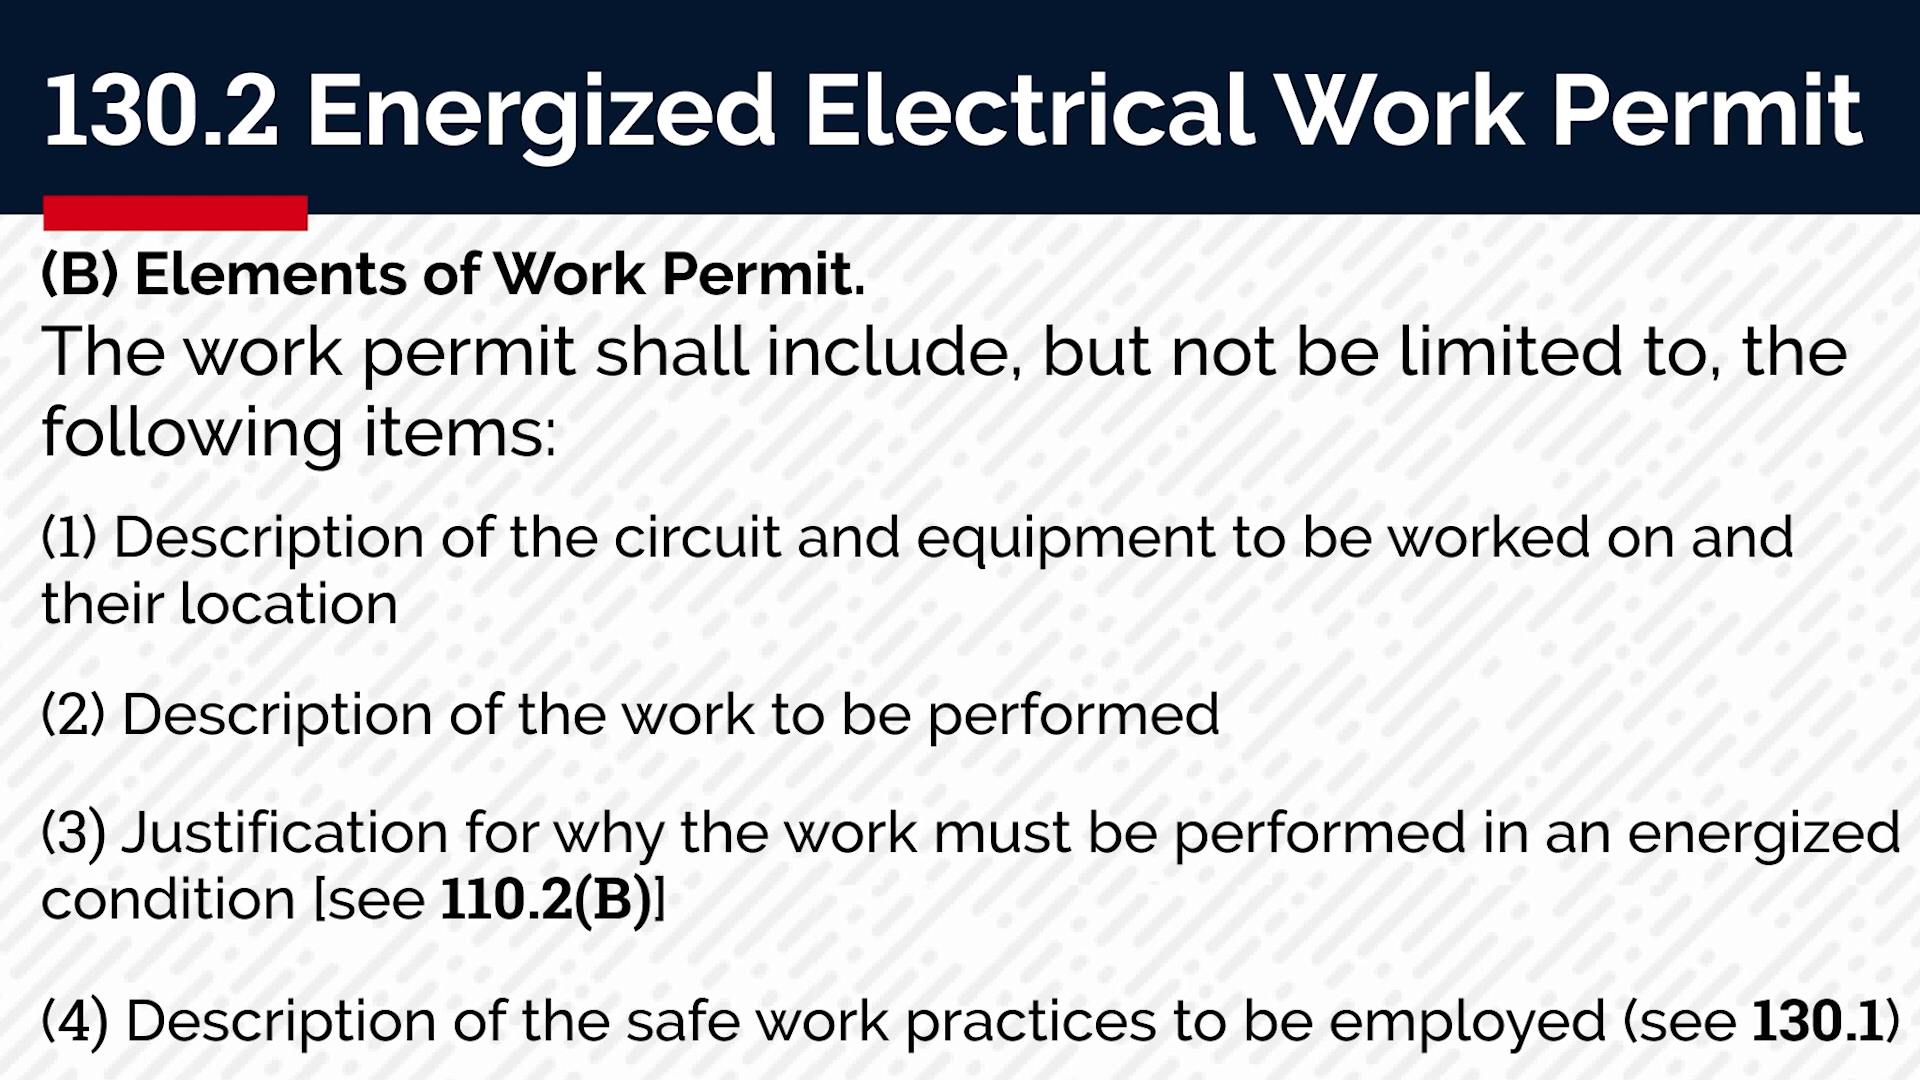 130.2 Energized Electrical Work Permit
(B) Elements of Work Permit.
The work permit shall include, but not be limited to, the
following items:
(1) Description of the circuit and equipment to be worked on and
their location
(2) Description of the work to be performed
(3) Justification for why the work must be performed in an energized
condition [see 110.2(B)]
(4) Description of the safe work practices to be employed (see 130.1)